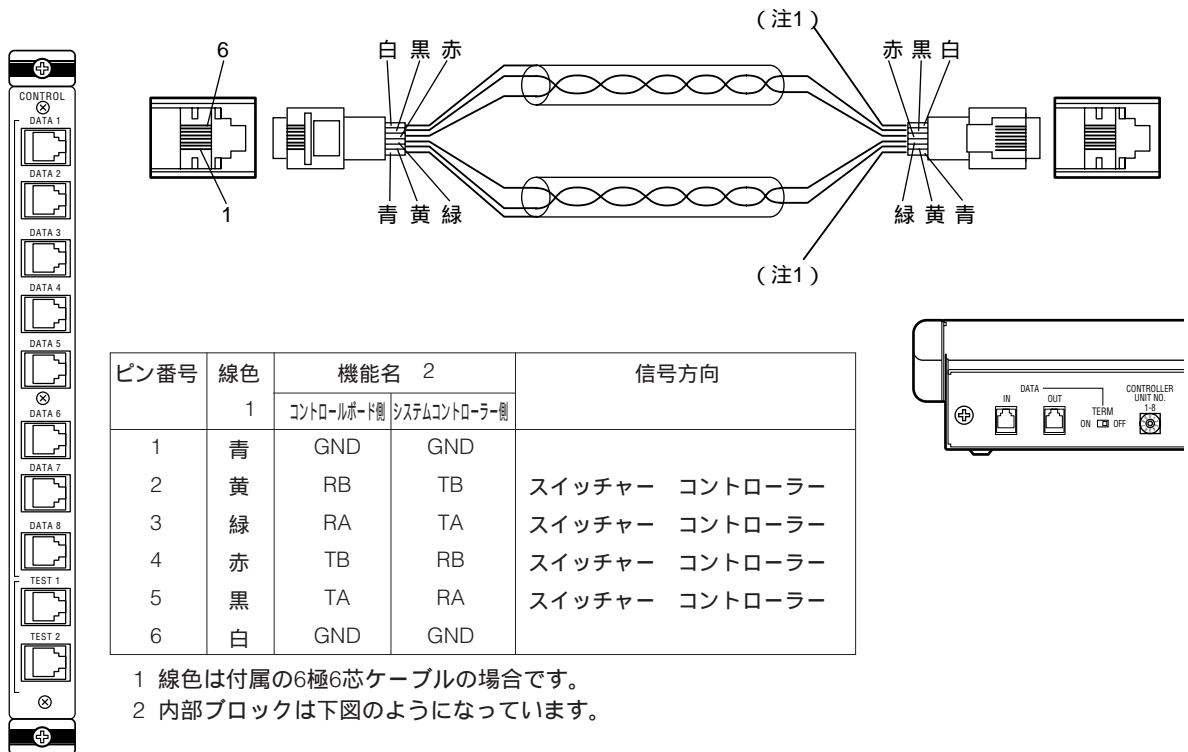 CONTROL
DATA 1
DATA 2
DATA 3
DATA 4
DATA 5
DATA 6
DATA 7
DATA 8
TEST 1
TEST 2
6
1
白 黒 赤
青 黄 緑
（注1）
赤 黒 白
緑 黄 青
（注1）
DATA
IN
OUT
TERM
ON OFF
CONTROLLER
UNIT NO.
1-8
ピン番号 線色 機能名 2 信号方向
1 コントロールボード側 システムコントローラー側
1 青 GND GND
2 黄 RB TB スイッチャー コントローラー
3 緑 RA TA スイッチャー コントローラー
4 赤 TB RB スイッチャー コントローラー
5 黒 TA RA スイッチャー コントローラー
6 白 GND GND
1 線色は付属の6極6芯ケーブルの場合です。
2 内部ブロックは下図のようになっています。